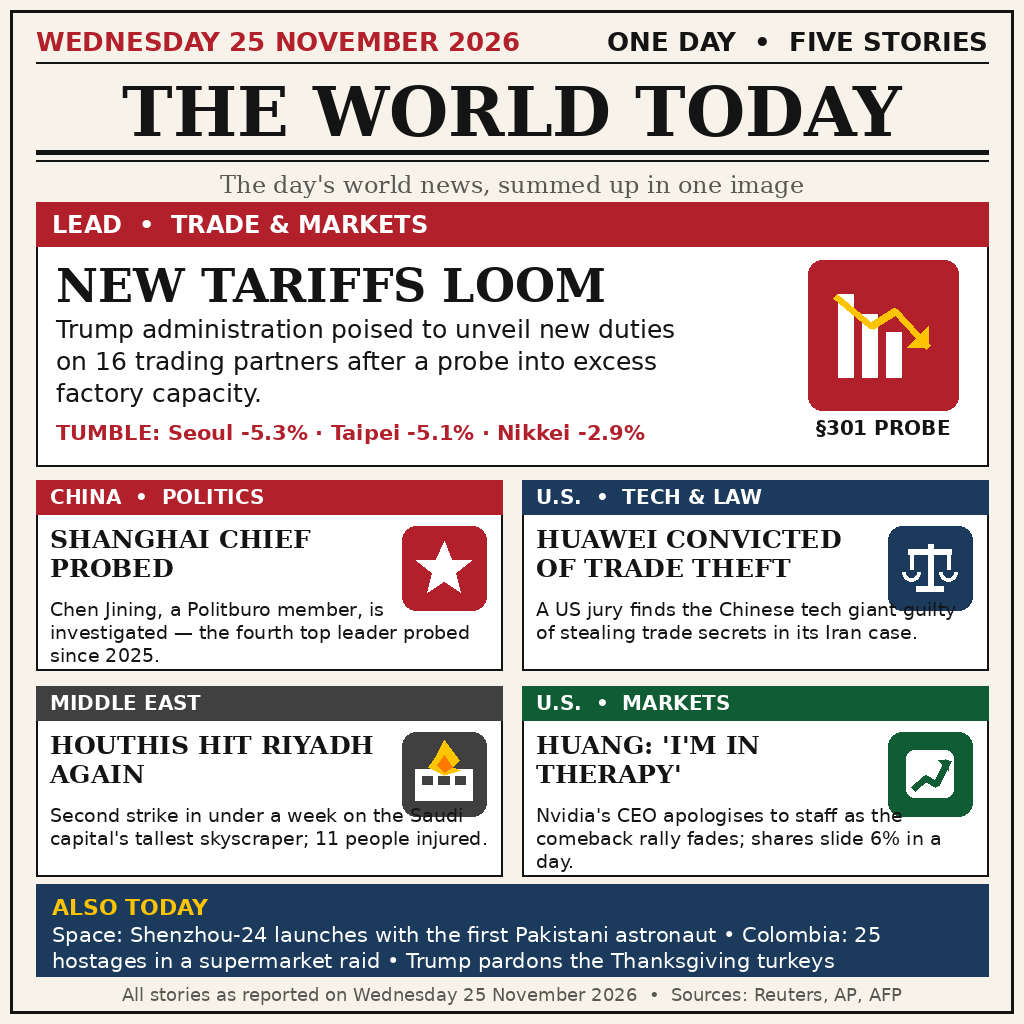 WEDNESDAY 25 NOVEMBER 2026
ONE DAY • FIVE STORIES
THE WORLD TODAY
The day's world news, summed up in one image
LEAD • TRADE & MARKETS
NEW TARIFFS LOOM
Trump administration poised to unveil new duties
on 16 trading partners after a probe into excess
factory capacity.
TUMBLE: Seoul -5.3% · Taipei -5.1% · Nikkei -2.9%
§301 PROBE
CHINA • POLITICS
SHANGHAI CHIEF
PROBED
Chen Jining, a Politburo member, is
investigated — the fourth top leader probed
since 2025.
U.S. • TECH & LAW
HUAWEI CONVICTED
OF TRADE THEFT
A US jury finds the Chinese tech giant guilty
of stealing trade secrets in its Iran case.
MIDDLE EAST
HOUTHIS HIT RIYADH
AGAIN
Second strike in under a week on the Saudi
capital's tallest skyscraper; 11 people injured.
U.S. • MARKETS
HUANG: 'I'M IN
THERAPY'
Nvidia's CEO apologises to staff as the
comeback rally fades; shares slide 6% in a
day.
ALSO TODAY
Space: Shenzhou-24 launches with the first Pakistani astronaut • Colombia: 25
hostages in a supermarket raid • Trump pardons the Thanksgiving turkeys
All stories as reported on Wednesday 25 November 2026 • Sources: Reuters, AP, AFP